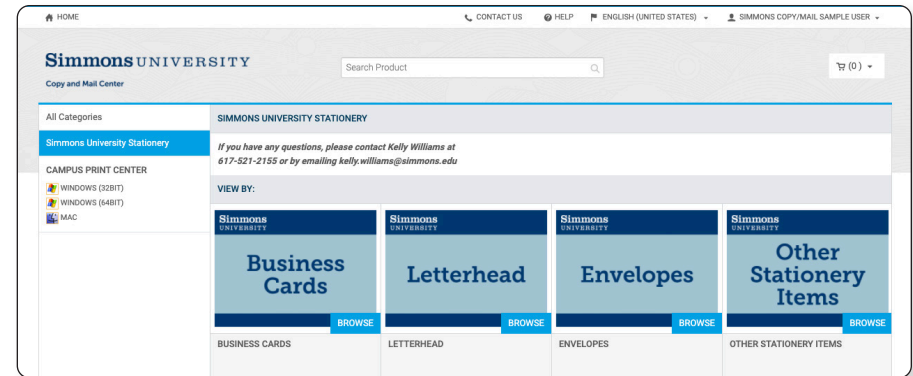 HOME
CONTACT US
HELP
ENGLISH (UNITED STATES)
SIMMONS COPY/MAIL SAMPLE USER
Simmons UNIVERSITY
Copy and Mail Center
Search Product
(0)
All Categories
Simmons University Stationery
CAMPUS PRINT CENTER
WINDOWS (32BIT)
WINDOWS (64BIT)
MAC
SIMMONS UNIVERSITY STATIONERY
If you have any questions, please contact Kelly Williams at
617-521-2155 or by emailing kelly.williams@simmons.edu
VIEW BY:
Simmons
UNIVERSITY
Business
Cards
BROWSE
BUSINESS CARDS
Simmons
UNIVERSITY
Letterhead
BROWSE
LETTERHEAD
Simmons
UNIVERSITY
Envelopes
BROWSE
ENVELOPES
Simmons
UNIVERSITY
Other
Stationery
Items
BROWSE
OTHER STATIONERY ITEMS